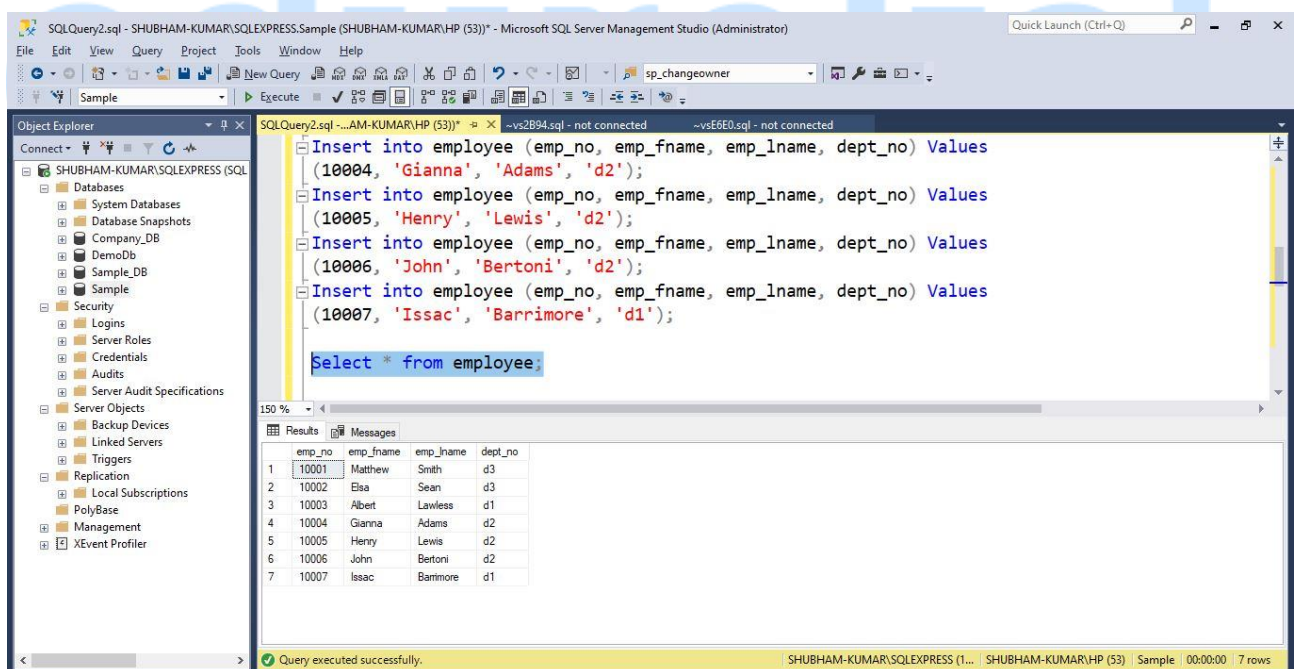 SQLQuery2.sql - SHUBHAM-KUMAR\SQLEXPRESS.Sample (SHUBHAM-KUMAR\HP (53))* - Microsoft SQL Server Management Studio (Administrator)
Quick Launch (Ctrl+Q)
File Edit View Query Project Tools Window Help
New Query MDX DMX XMLA DAX sp_changeowner
Sample Execute
Object Explorer
Connect
SHUBHAM-KUMAR\SQLEXPRESS (SQL
Databases
System Databases
Database Snapshots
Company_DB
DemoDb
Sample_DB
Sample
Security
Logins
Server Roles
Credentials
Audits
Server Audit Specifications
Server Objects
Backup Devices
Linked Servers
Triggers
Replication
Local Subscriptions
PolyBase
Management
XEvent Profiler
SQLQuery2.sql -...AM-KUMAR\HP (53))* ~vs2B94.sql - not connected ~vsE6E0.sql - not connected
Insert into employee (emp_no, emp_fname, emp_lname, dept_no) Values
(10004, 'Gianna', 'Adams', 'd2');
Insert into employee (emp_no, emp_fname, emp_lname, dept_no) Values
(10005, 'Henry', 'Lewis', 'd2');
Insert into employee (emp_no, emp_fname, emp_lname, dept_no) Values
(10006, 'John', 'Bertoni', 'd2');
Insert into employee (emp_no, emp_fname, emp_lname, dept_no) Values
(10007, 'Issac', 'Barrimore', 'd1');
Select * from employee;
150 %
Results Messages
emp_no emp_fname emp_lname dept_no
1 10001 Matthew Smith d3
2 10002 Elsa Sean d3
3 10003 Albert Lawless d1
4 10004 Gianna Adams d2
5 10005 Henry Lewis d2
6 10006 John Bertoni d2
7 10007 Issac Barrimore d1
Query executed successfully.
SHUBHAM-KUMAR\SQLEXPRESS (1... SHUBHAM-KUMAR\HP (53) Sample 00:00:00 7 rows